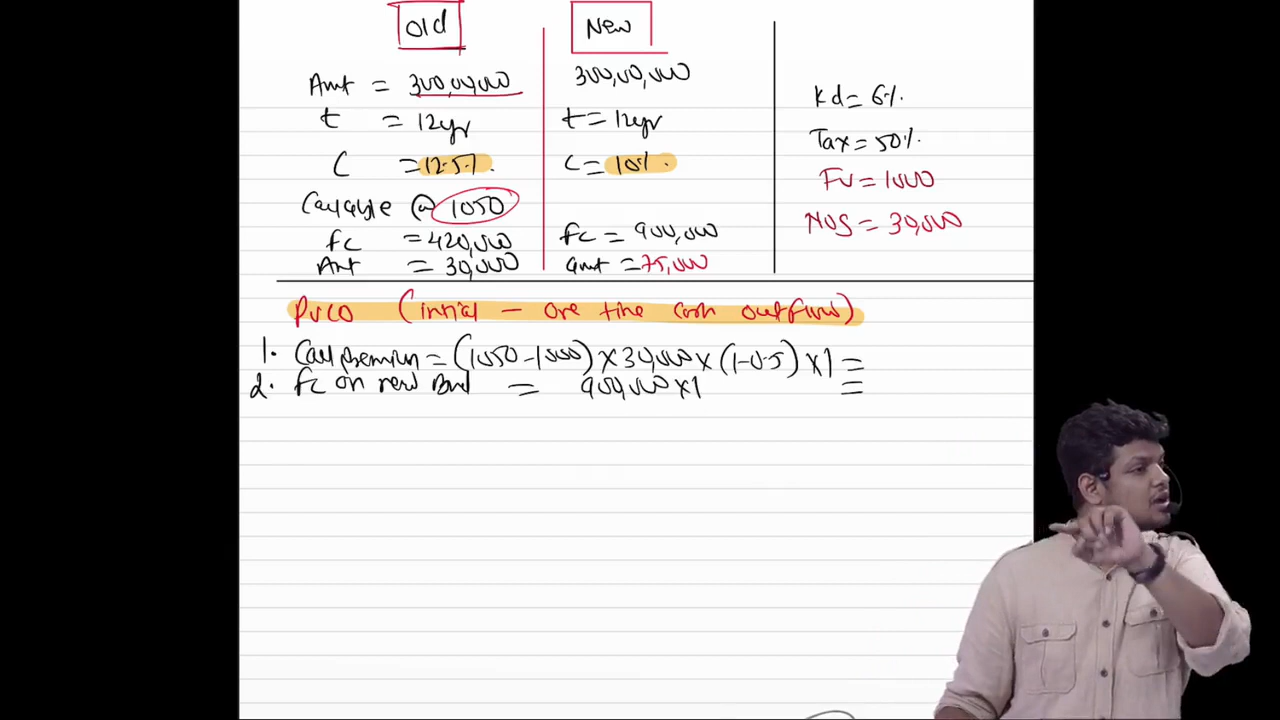 Old
Amt = 300,00,000
t = 12yr
C = 12.5%.
Callable @ 1050
fc = 420,000
Amt = 30,000
New
300,00,000
t = 12yr
C = 10%.
fc = 900,000
Amt = 75,000
Kd = 6%.
Tax = 50%.
FV = 1000
NOS = 30,000
PVCO (intial - One time Cash outflow)
1. Call premium = (1050 - 1000) × 30,000 × (1-0.5) × 1 =
2. fc on new Bond = 900,000 × 1 =